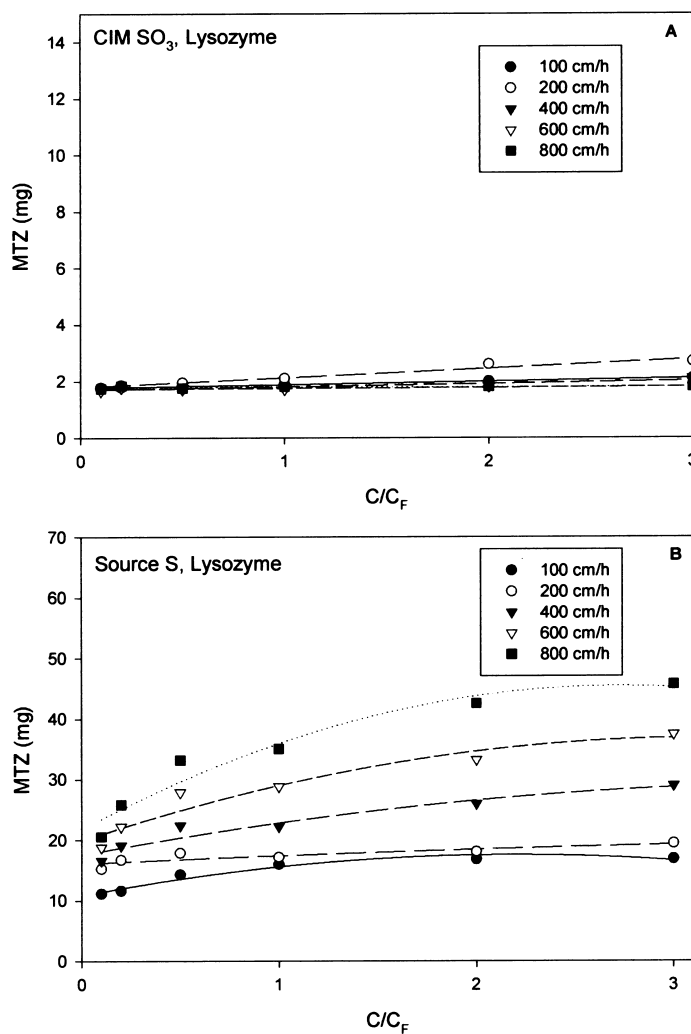 CIM SO3, Lysozyme
A
100 cm/h
200 cm/h
400 cm/h
600 cm/h
800 cm/h
MTZ (mg)
14
12
10
8
6
4
2
0
0 1 2 3
C/CF
Source S, Lysozyme
B
100 cm/h
200 cm/h
400 cm/h
600 cm/h
800 cm/h
MTZ (mg)
70
60
50
40
30
20
10
0
0 1 2 3
C/CF